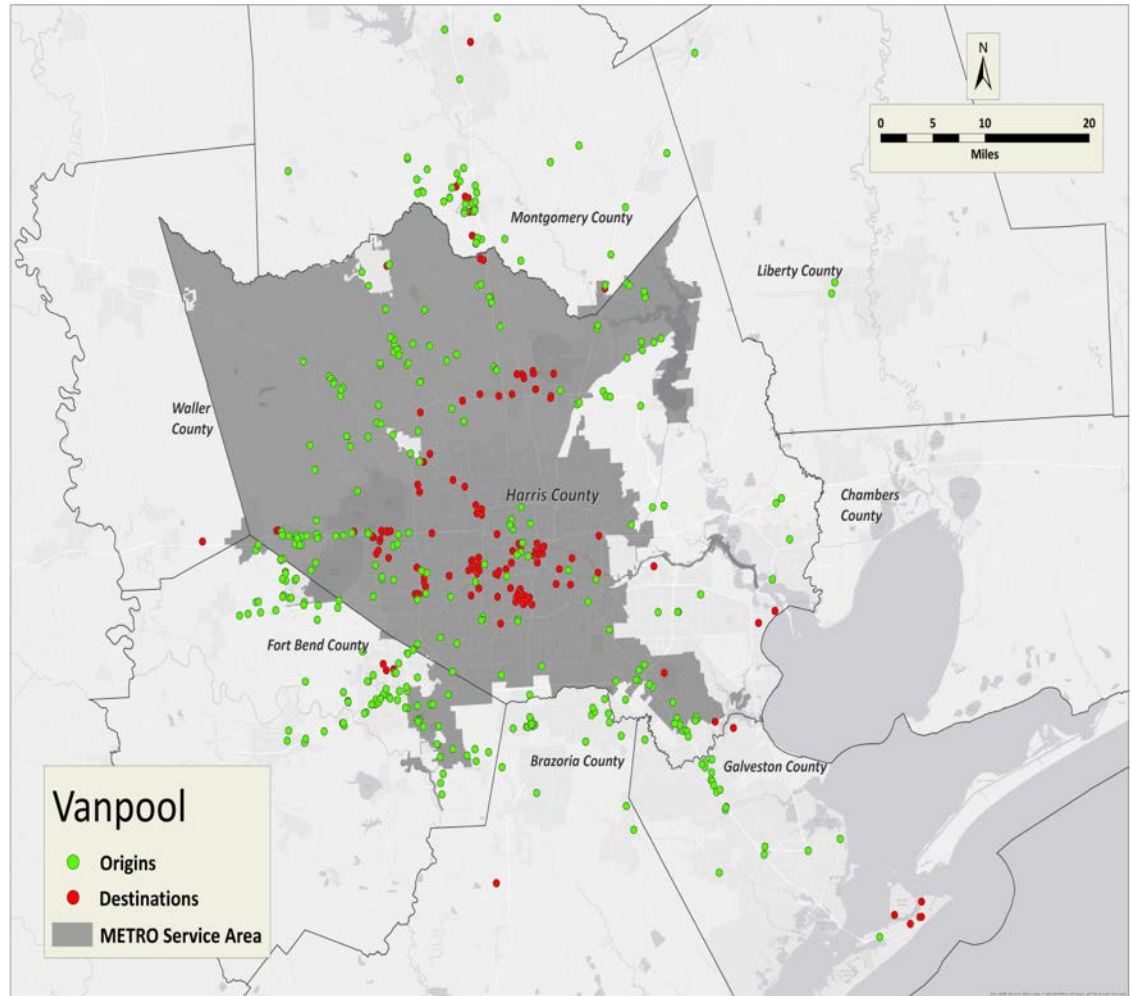 N
0 5 10 20
Miles
Montgomery County
Liberty County
Waller
County
Harris County
Chambers
County
Fort Bend County
Brazoria County
Galveston County
Vanpool
Origins
Destinations
METRO Service Area